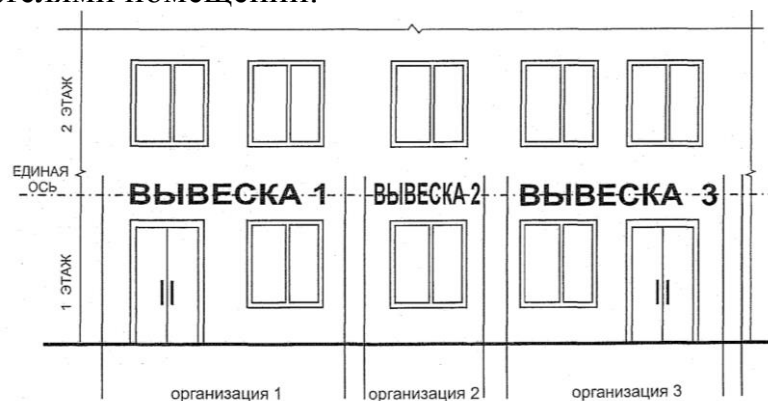 2 ЭТАЖ
ЕДИНАЯ
ОСЬ
ВЫВЕСКА 1
ВЫВЕСКА 2
ВЫВЕСКА 3
1 ЭТАЖ
организация 1
организация 2
организация 3